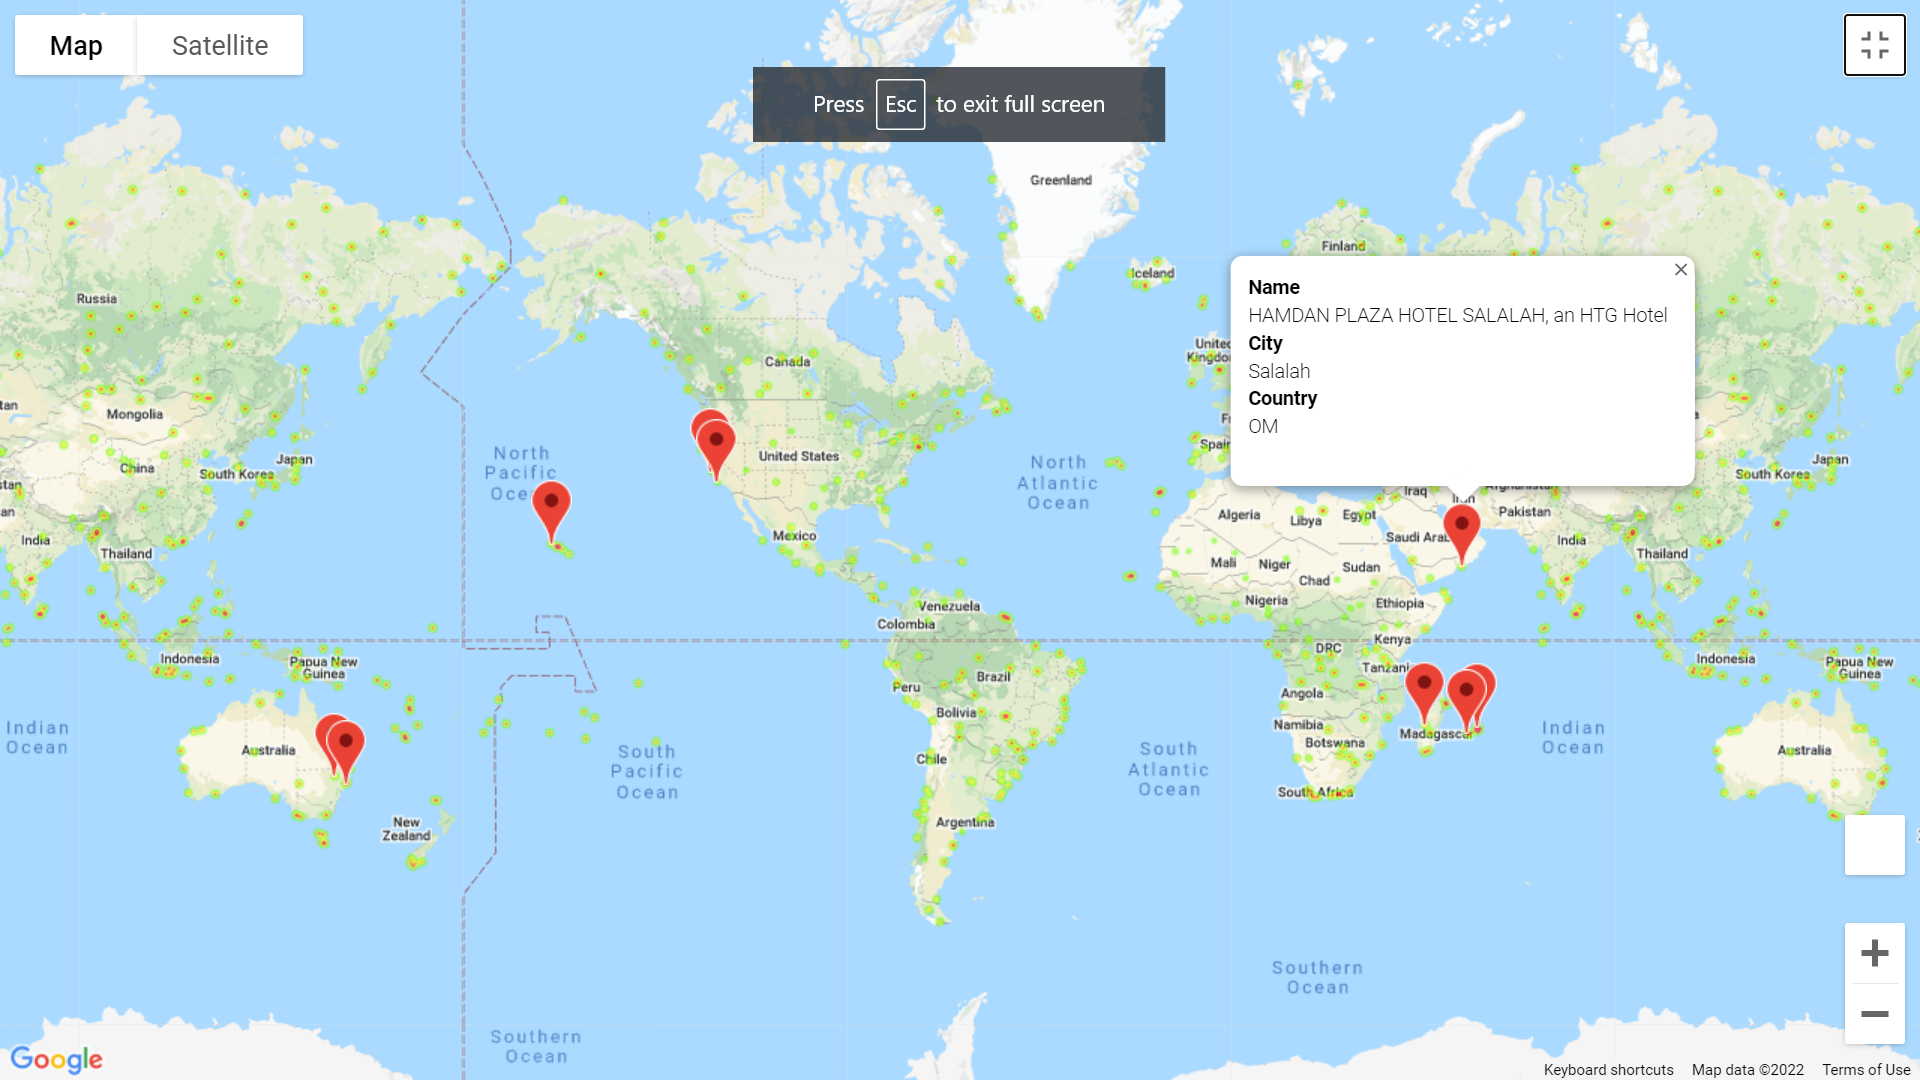 Map
Satellite
Press Esc to exit full screen
Greenland
Finland
Iceland
Russia
Name
HAMDAN PLAZA HOTEL SALALAH, an HTG Hotel
City
Salalah
Country
OM
United
Canada
Mongolia
Spain
United States
North
Pacific
China
South Korea
Japan
North
Atlantic
Ocean
South Korea
Japan
Iraq
Iran
Pakistan
Algeria
Libya
Egypt
Mexico
India
Thailand
Saudi
India
Thailand
Mali
Niger
Chad
Sudan
Nigeria
Ethiopia
Venezuela
Colombia
Kenya
DRC
Indonesia
Papua New
Guinea
Peru
Brazil
Angola
Indonesia
Papua New
Guinea
Bolivia
Namibia
Botswana
Madagascar
Indian
Ocean
Australia
South
Pacific
Ocean
Chile
South
Atlantic
Ocean
South Africa
Indian
Ocean
Australia
New
Zealand
Argentina
Southern
Ocean
Southern
Ocean
Google
Keyboard shortcuts
Map data ©2022
Terms of Use